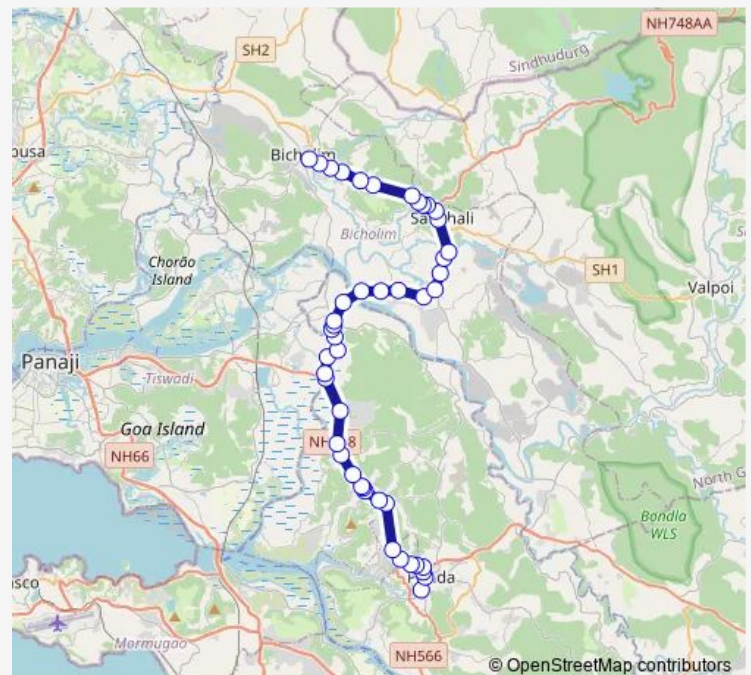 NH748AA
SH2
Sindhudurg
Bicholim
Bicholim
SH1
Chorão
Island
Valpoi
Panaji
Tiswadi
Goa Island
NH66
Bondla
WLS
Mormugao
NH566
© OpenStreetMap contributors